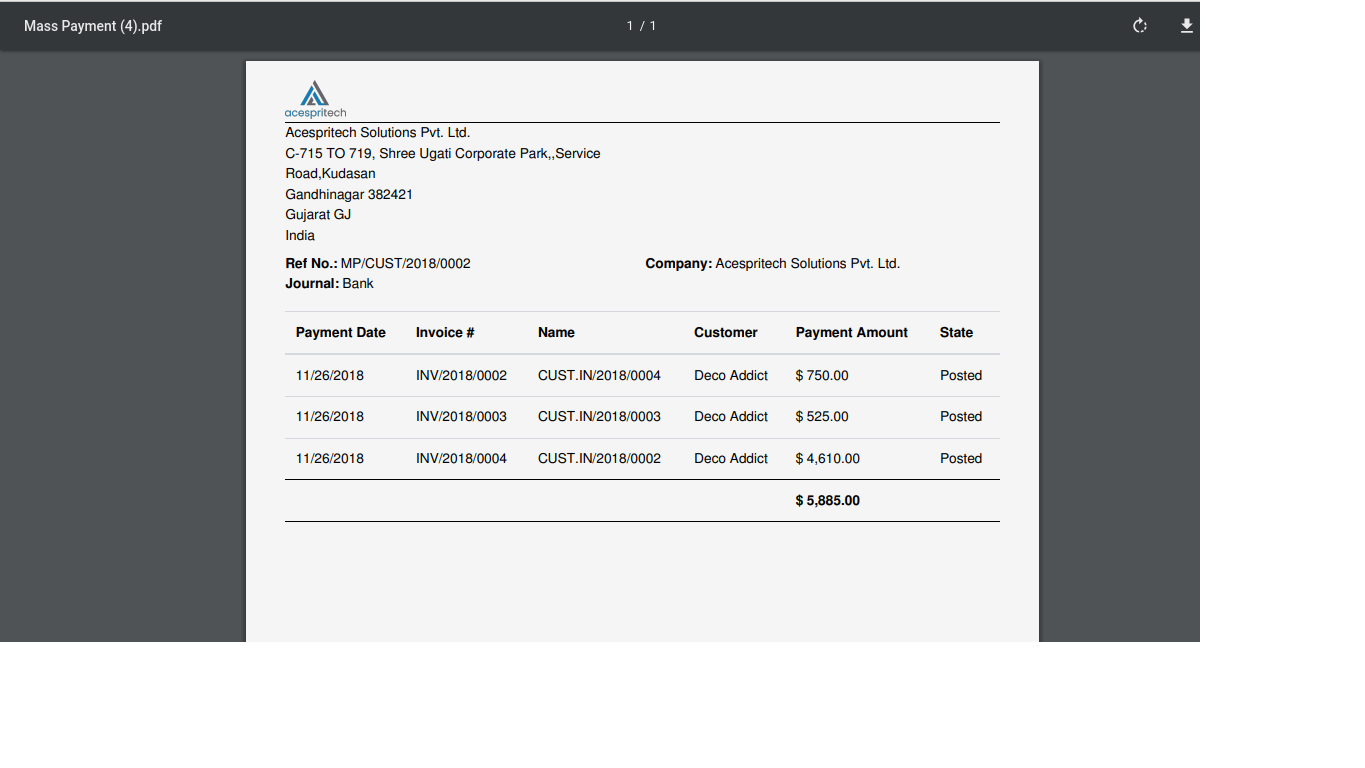 Mass Payment (4).pdf 1 / 1
acespritech
Acespritech Solutions Pvt. Ltd.
C-715 TO 719, Shree Ugati Corporate Park,,Service
Road,Kudasan
Gandhinagar 382421
Gujarat GJ
India
Ref No.: MP/CUST/2018/0002 Company: Acespritech Solutions Pvt. Ltd.
Journal: Bank
Payment Date Invoice # Name Customer Payment Amount State
11/26/2018 INV/2018/0002 CUST.IN/2018/0004 Deco Addict $ 750.00 Posted
11/26/2018 INV/2018/0003 CUST.IN/2018/0003 Deco Addict $ 525.00 Posted
11/26/2018 INV/2018/0004 CUST.IN/2018/0002 Deco Addict $ 4,610.00 Posted
$ 5,885.00